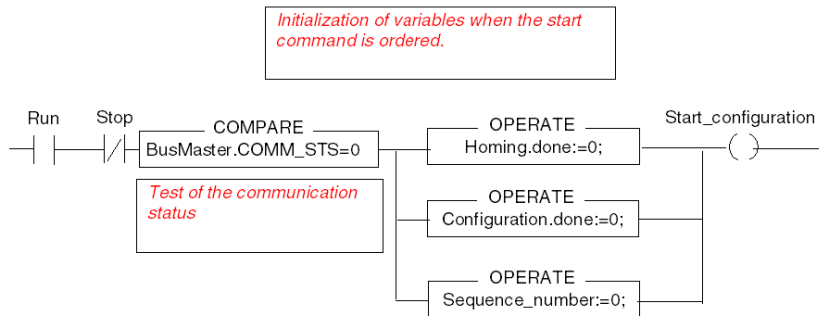 Initialization of variables when the start
command is ordered.
Run
Stop
COMPARE
BusMaster.COMM_STS=0
OPERATE
Homing.done:=0;
Start_configuration
Test of the communication
status
OPERATE
Configuration.done:=0;
OPERATE
Sequence_number:=0;